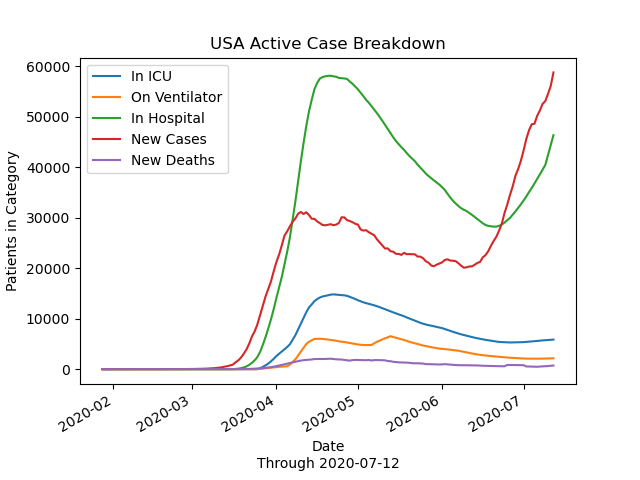 USA Active Case Breakdown
In ICU
On Ventilator
In Hospital
New Cases
New Deaths
Patients in Category
60000
50000
40000
30000
20000
10000
0
2020-02
2020-03
2020-04
2020-05
2020-06
2020-07
Date
Through 2020-07-12